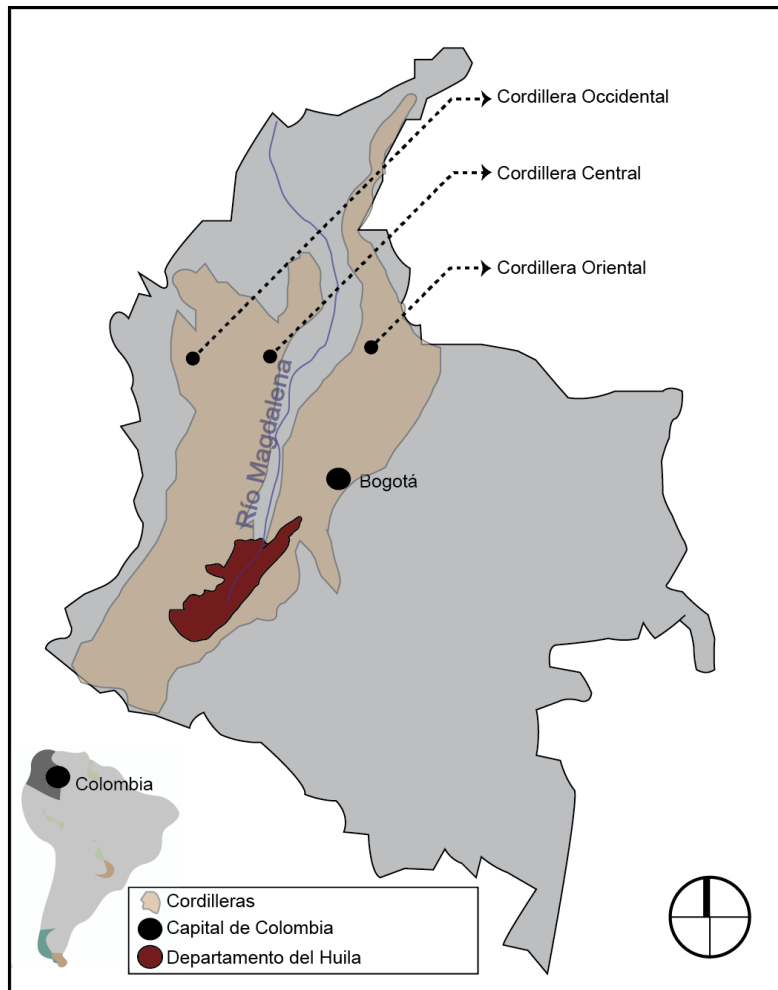 Cordillera Occidental
Cordillera Central
Cordillera Oriental
Río Magdalena
Bogotá
Colombia
Cordilleras
Capital de Colombia
Departamento del Huila